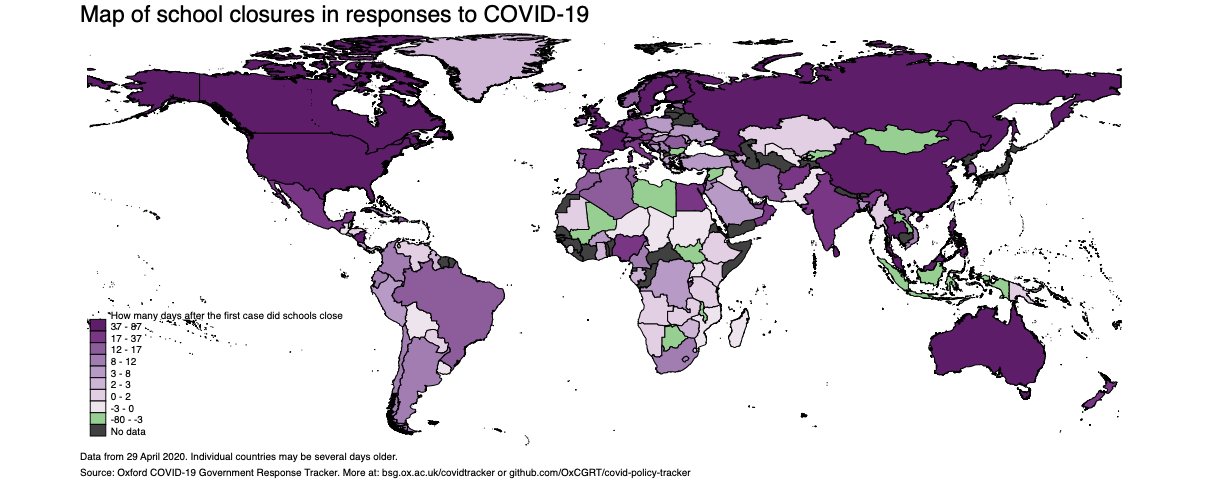 Map of school closures in responses to COVID-19
How many days after the first case did schools close
37 - 87
17 - 37
12 - 17
8 - 12
3 - 8
2 - 3
0 - 2
-3 - 0
-80 - -3
No data
Data from 29 April 2020. Individual countries may be several days older.
Source: Oxford COVID-19 Government Response Tracker. More at: bsg.ox.ac.uk/covidtracker or github.com/OxCGRT/covid-policy-tracker